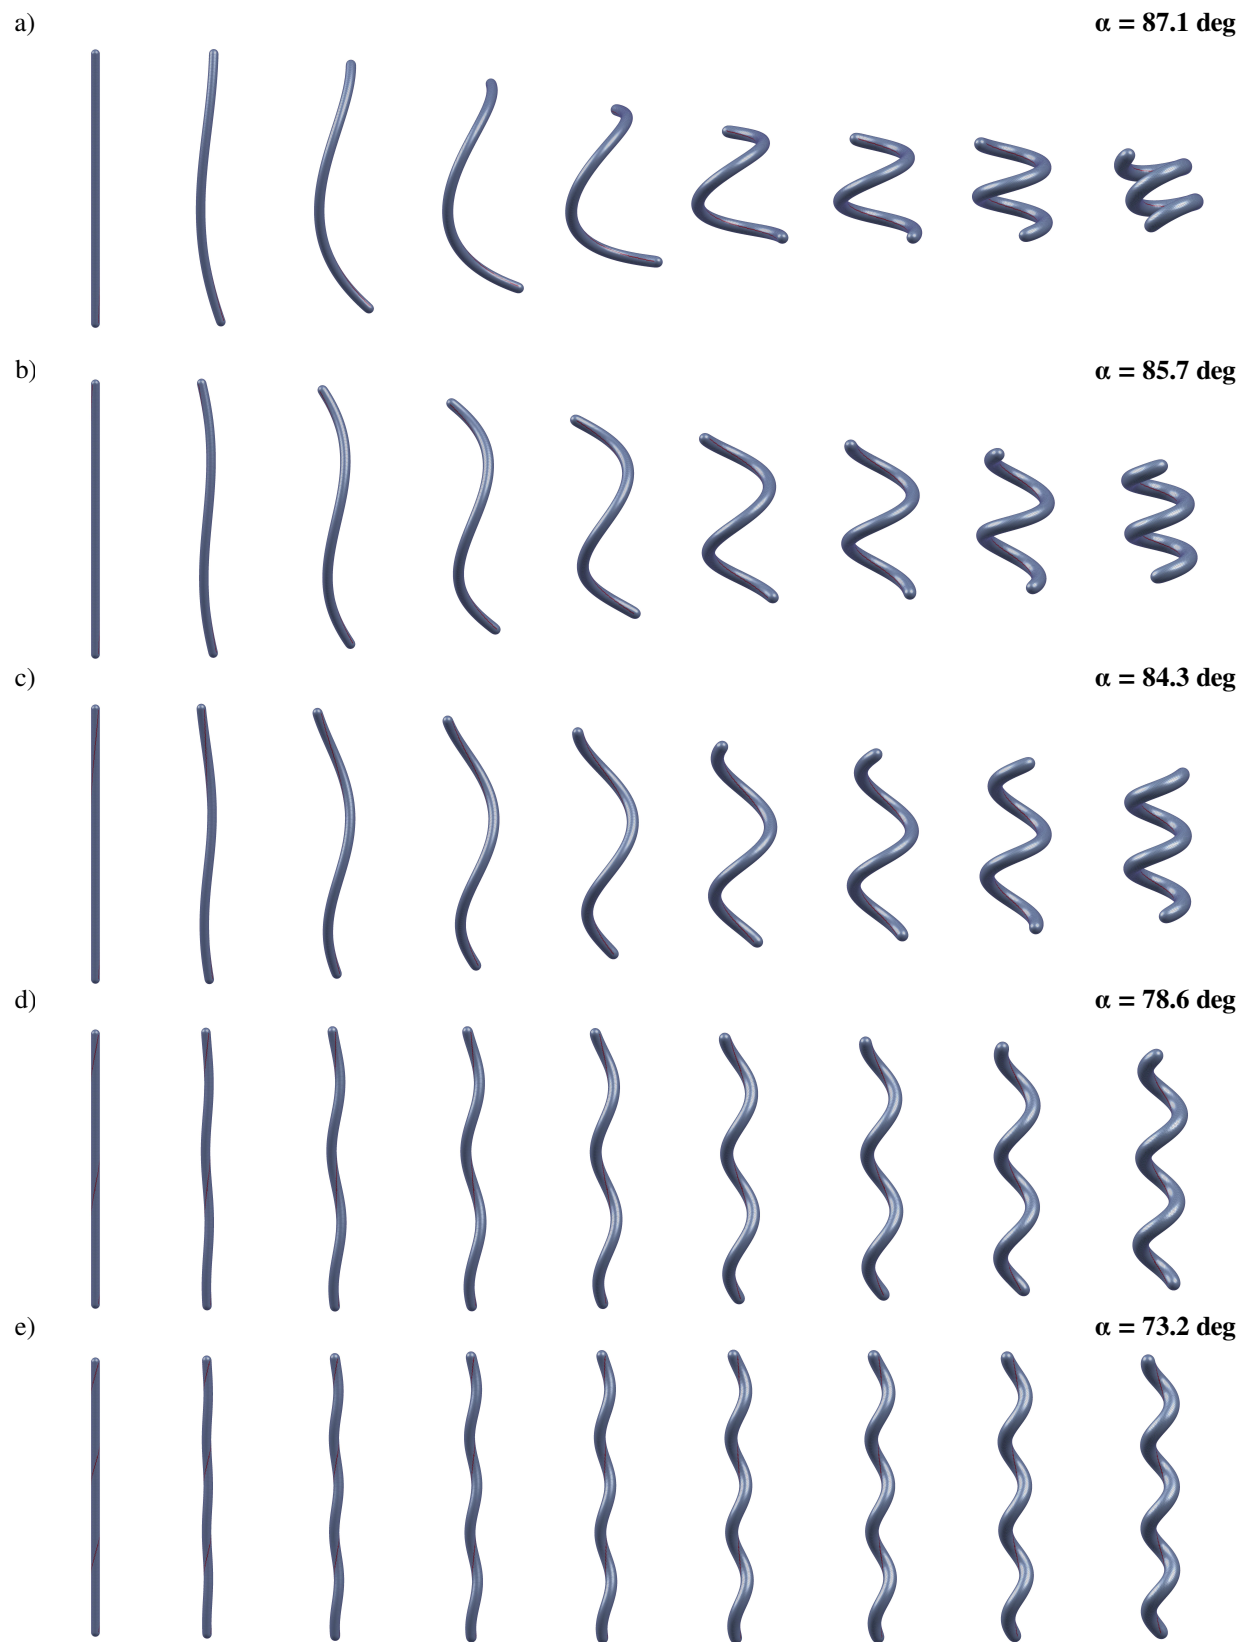 a) α = 87.1 deg
b) α = 85.7 deg
c) α = 84.3 deg
d) α = 78.6 deg
e) α = 73.2 deg